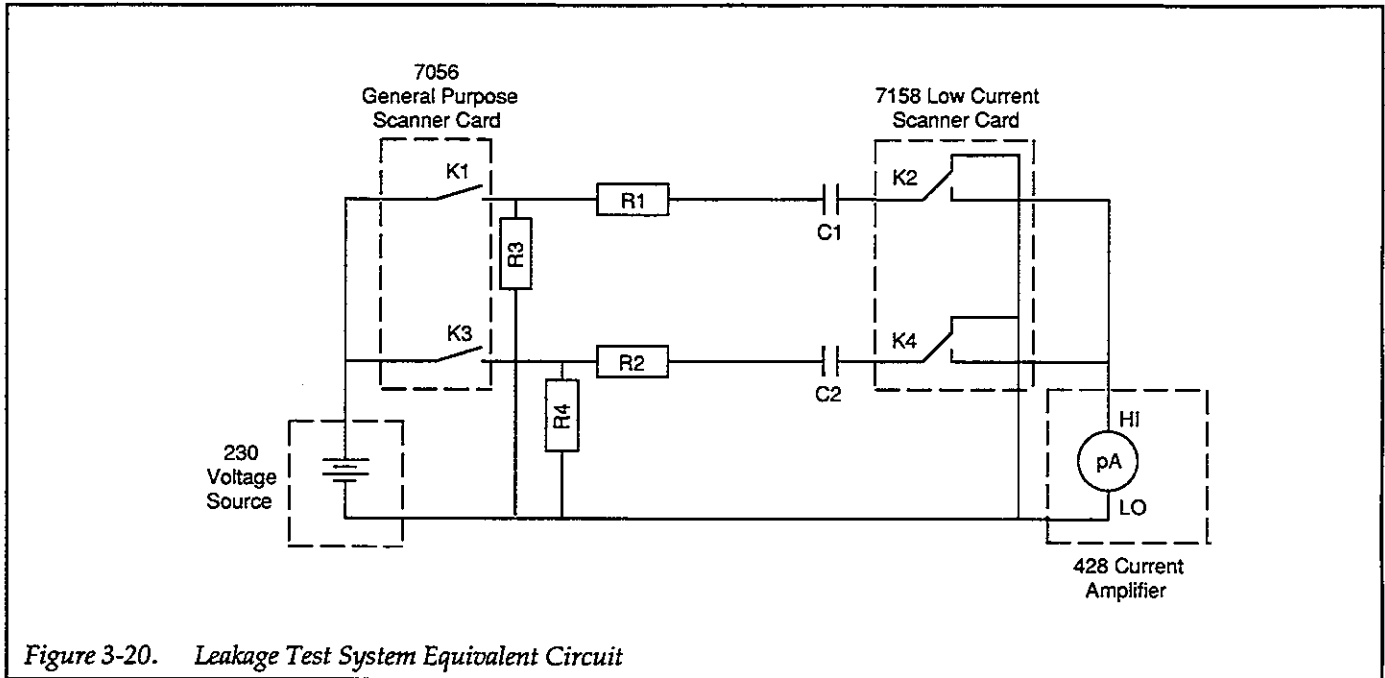 7056
General Purpose
Scanner Card
7158 Low Current
Scanner Card
K1
R1
C1
K2
R3
K3
R2
C2
K4
R4
230
Voltage
Source
HI
pA
LO
428 Current
Amplifier
Figure 3-20. Leakage Test System Equivalent Circuit